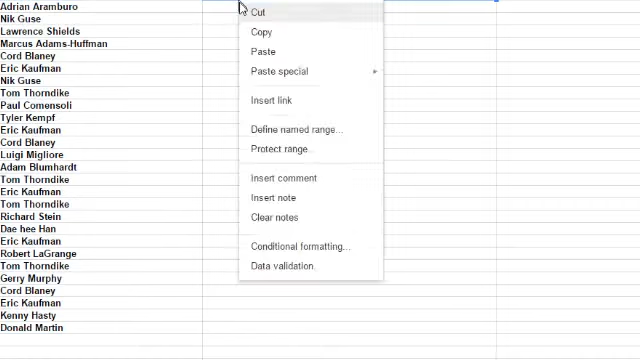 Adrian Aramburo
Nik Guse
Lawrence Shields
Marcus Adams-Huffman
Cord Blaney
Eric Kaufman
Nik Guse
Tom Thorndike
Paul Comensoli
Tyler Kempf
Eric Kaufman
Cord Blaney
Luigi Migliore
Adam Blumhardt
Tom Thorndike
Eric Kaufman
Tom Thorndike
Richard Stein
Dae hee Han
Eric Kaufman
Robert LaGrange
Tom Thorndike
Gerry Murphy
Cord Blaney
Eric Kaufman
Kenny Hasty
Donald Martin
Cut
Copy
Paste
Paste special
Insert link
Define named range...
Protect range...
Insert comment
Insert note
Clear notes
Conditional formatting...
Data validation...